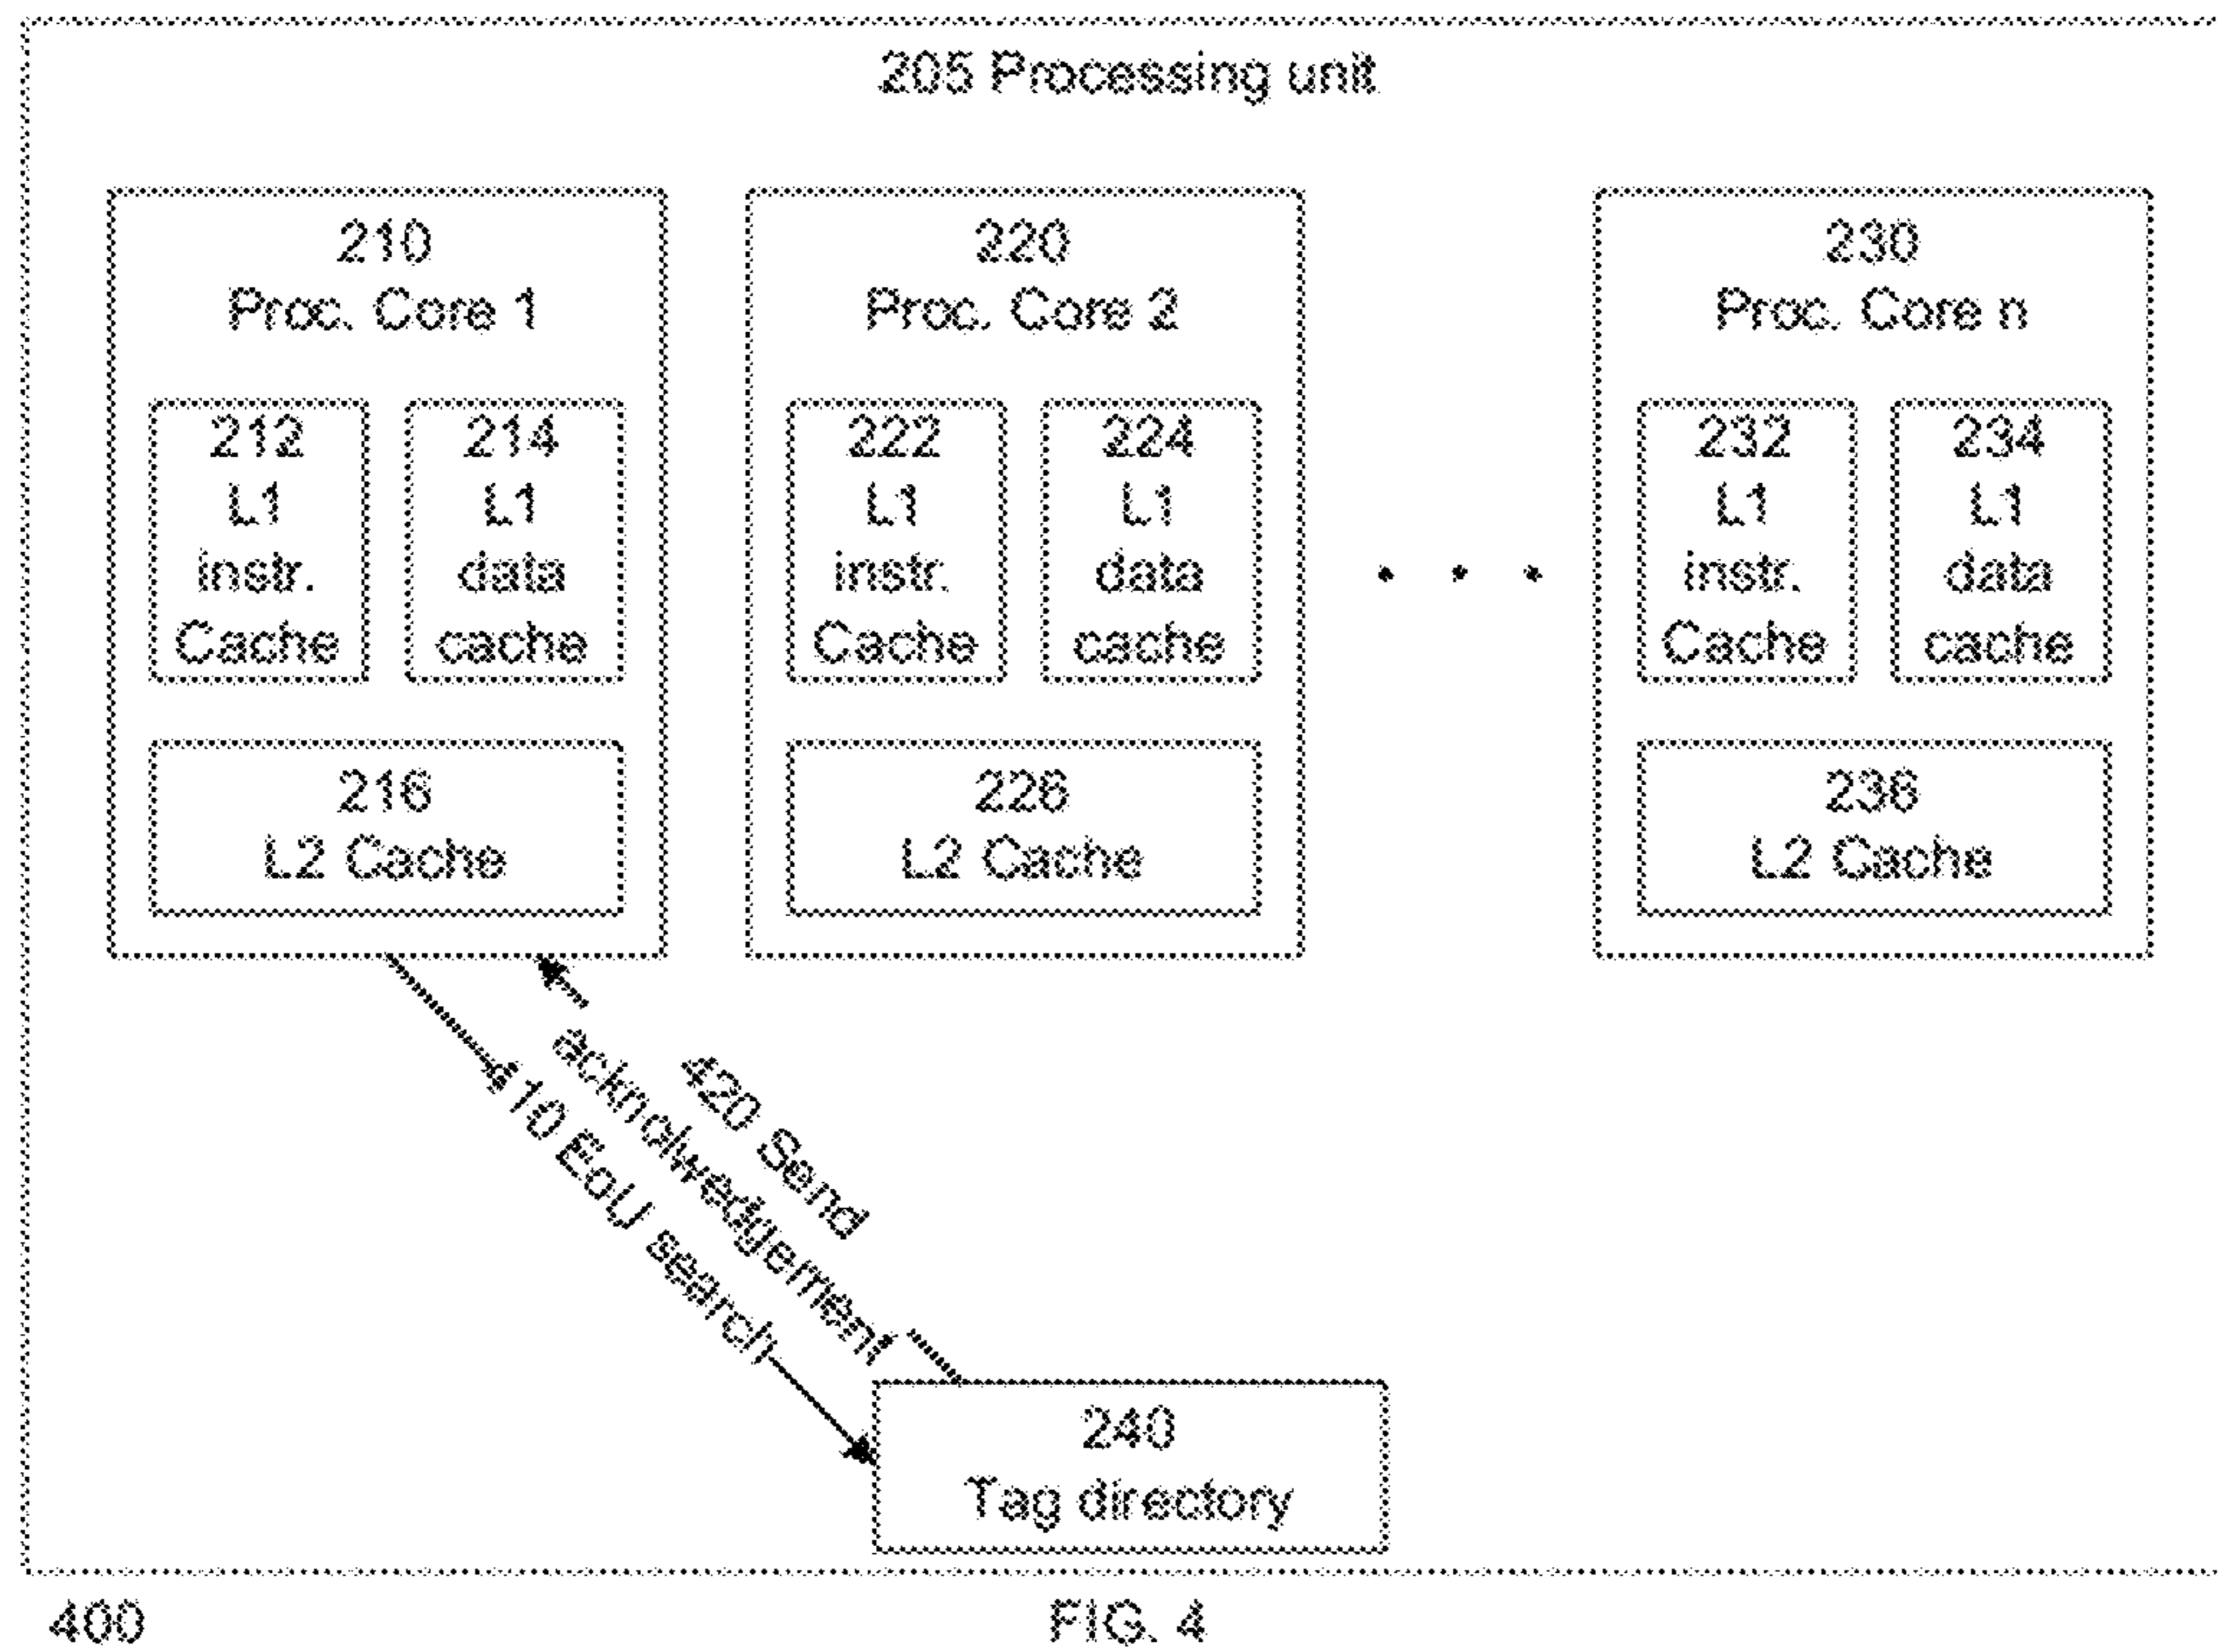 205 Processing unit
210
Proc. Core 1
212
L1
instr.
Cache
214
L1
data
cache
216
L2 Cache
220
Proc. Core 2
222
L1
instr.
Cache
224
L1
data
cache
226
L2 Cache
. . .
230
Proc. Core n
232
L1
instr.
Cache
234
L1
data
cache
236
L2 Cache
410 EoU search
420 Send
acknolwedgement
240
Tag directory
400
FIG. 4